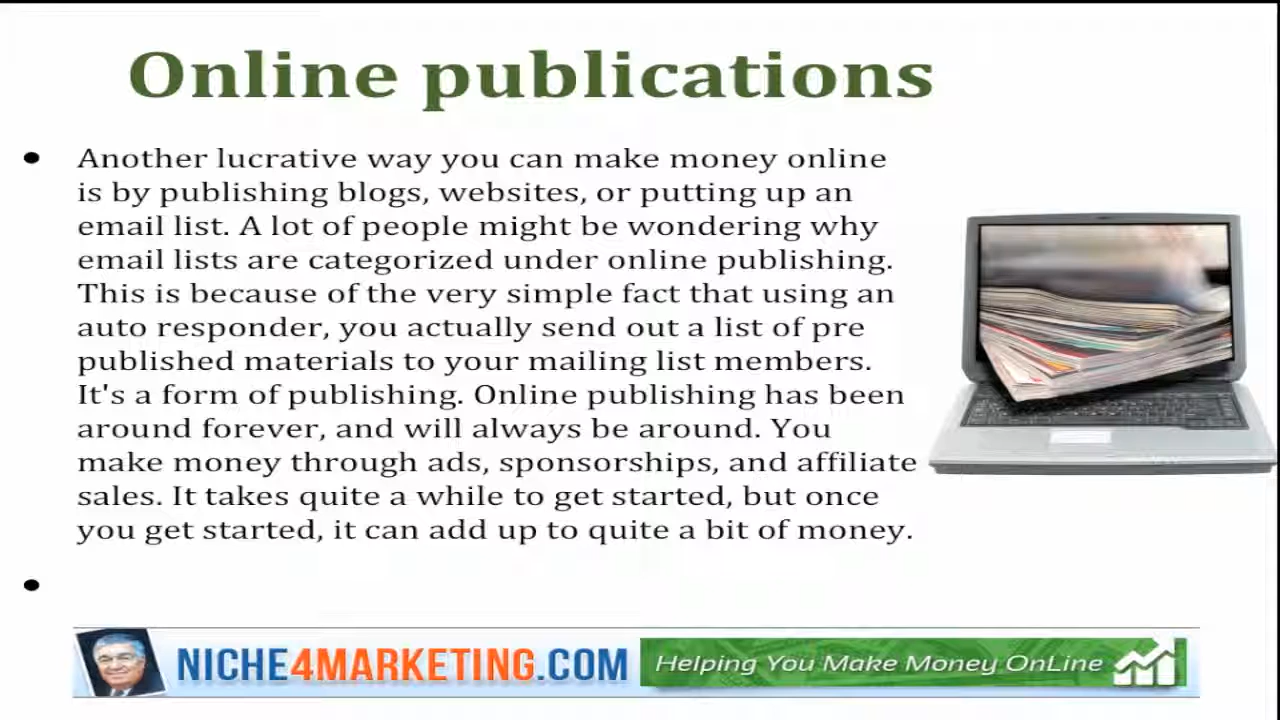 Online publications
Another lucrative way you can make money online
is by publishing blogs, websites, or putting up an
email list. A lot of people might be wondering why
email lists are categorized under online publishing.
This is because of the very simple fact that using an
auto responder, you actually send out a list of pre
published materials to your mailing list members.
It's a form of publishing. Online publishing has been
around forever, and will always be around. You
make money through ads, sponsorships, and affiliate
sales. It takes quite a while to get started, but once
you get started, it can add up to quite a bit of money.
NICHE4MARKETING.COM
Helping You Make Money OnLine